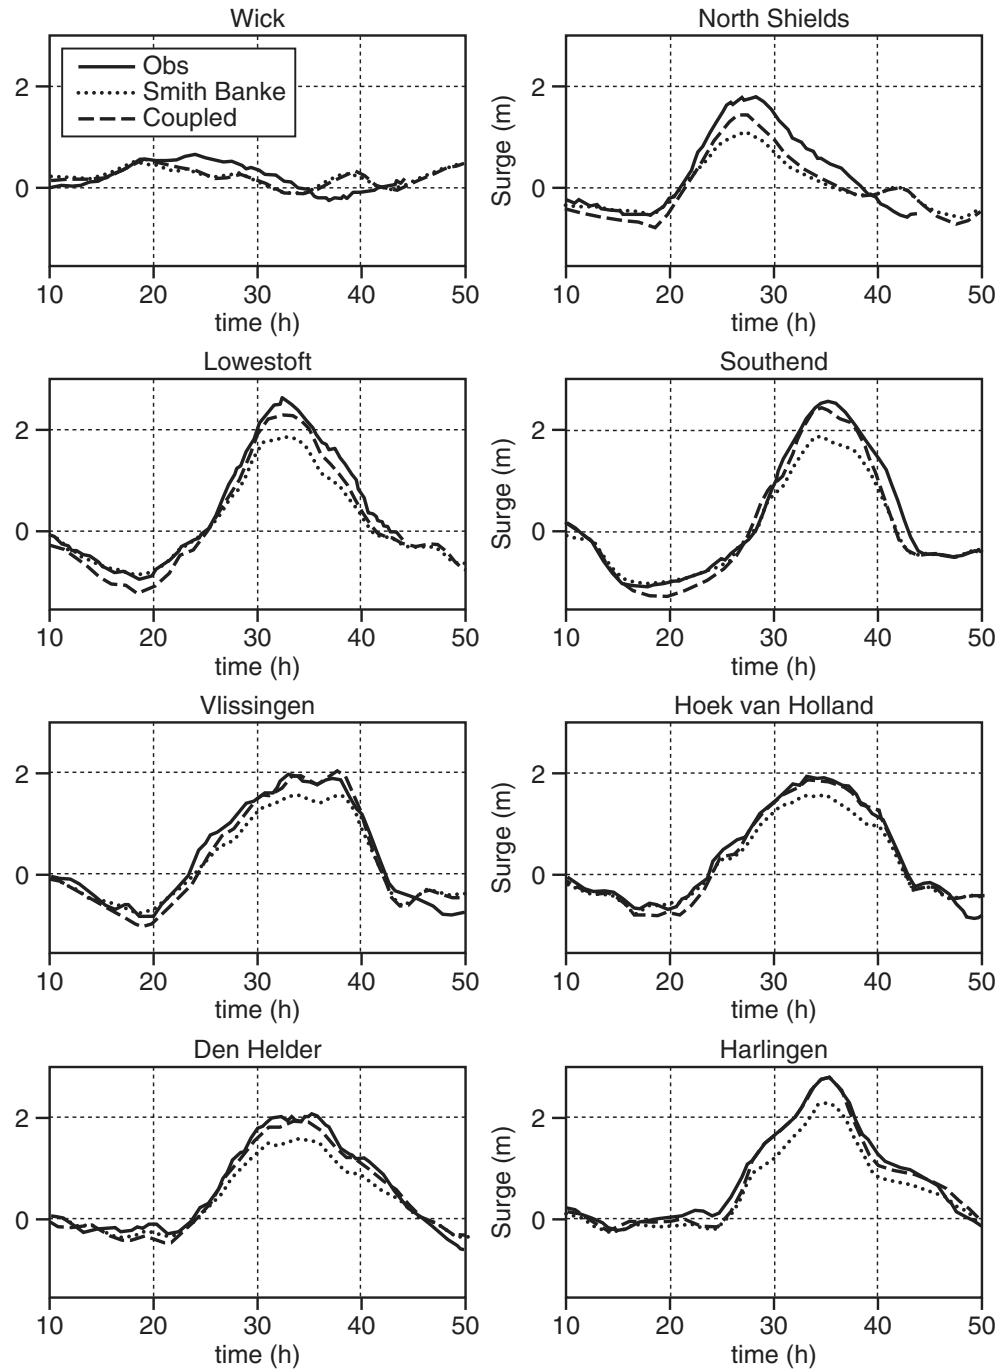 Wick
North Shields
Obs
Smith Banke
Coupled
2
0
10 20 30 40 50
time (h)
Surge (m)
2
0
10 20 30 40 50
time (h)
Lowestoft
Southend
2
0
10 20 30 40 50
time (h)
Surge (m)
2
0
10 20 30 40 50
time (h)
Vlissingen
Hoek van Holland
2
0
10 20 30 40 50
time (h)
Surge (m)
2
0
10 20 30 40 50
time (h)
Den Helder
Harlingen
2
0
10 20 30 40 50
time (h)
Surge (m)
2
0
10 20 30 40 50
time (h)